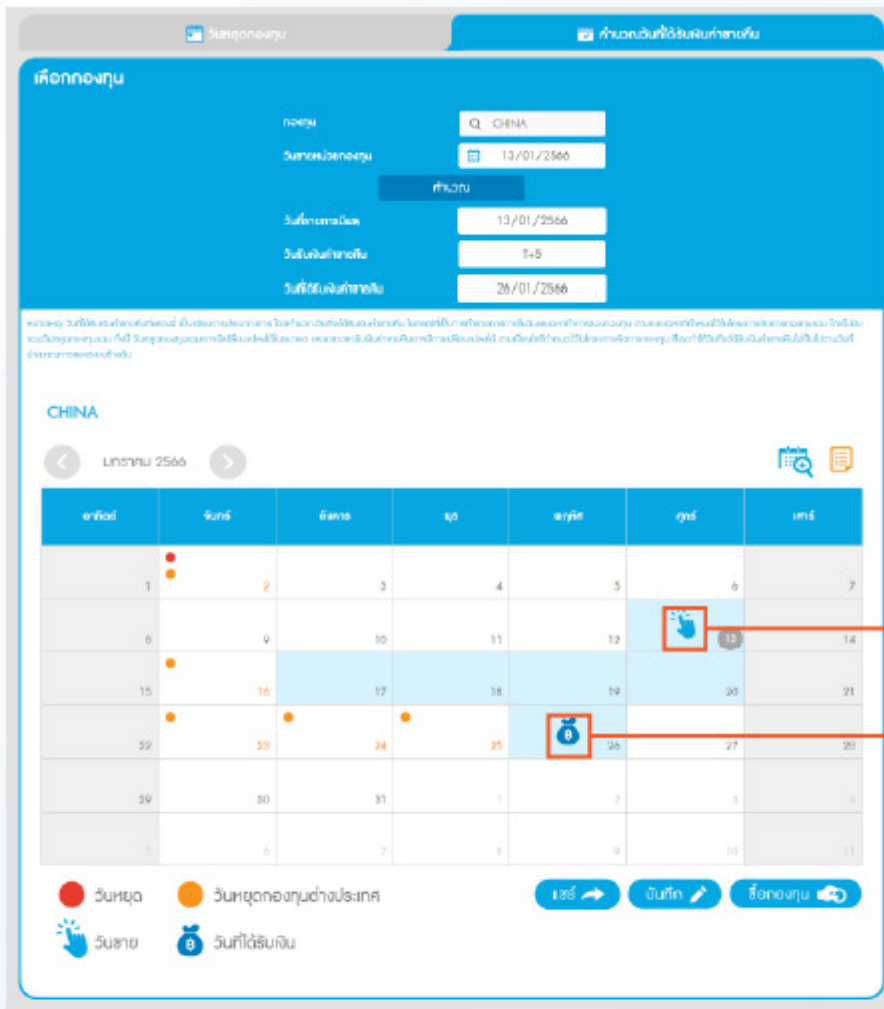 วันหยุดกองทุน
คำนวณวันที่ได้รับเงินค่าขายคืน
เลือกกองทุน
กองทุน CHINA
วันขายหน่วยกองทุน 13/01/2566
คำนวณ
วันที่รายการมีผล 13/01/2566
วันรับเงินค่าขายคืน T+5
วันที่ได้รับเงินค่าขายคืน 26/01/2566
CHINA
มกราคม 2566
อาทิตย์ จันทร์ อังคาร พุธ พฤหัส ศุกร์ เสาร์
1 2 3 4 5 6 7
8 9 10 11 12 13 14
15 16 17 18 19 20 21
22 23 24 25 26 27 28
29 30 31 1 2 3 4
5 6 7 8 9 10 11
วันหยุด วันหยุดกองทุนต่างประเทศ แชร์ บันทึก ซื้อกองทุน
วันขาย วันที่ได้รับเงิน